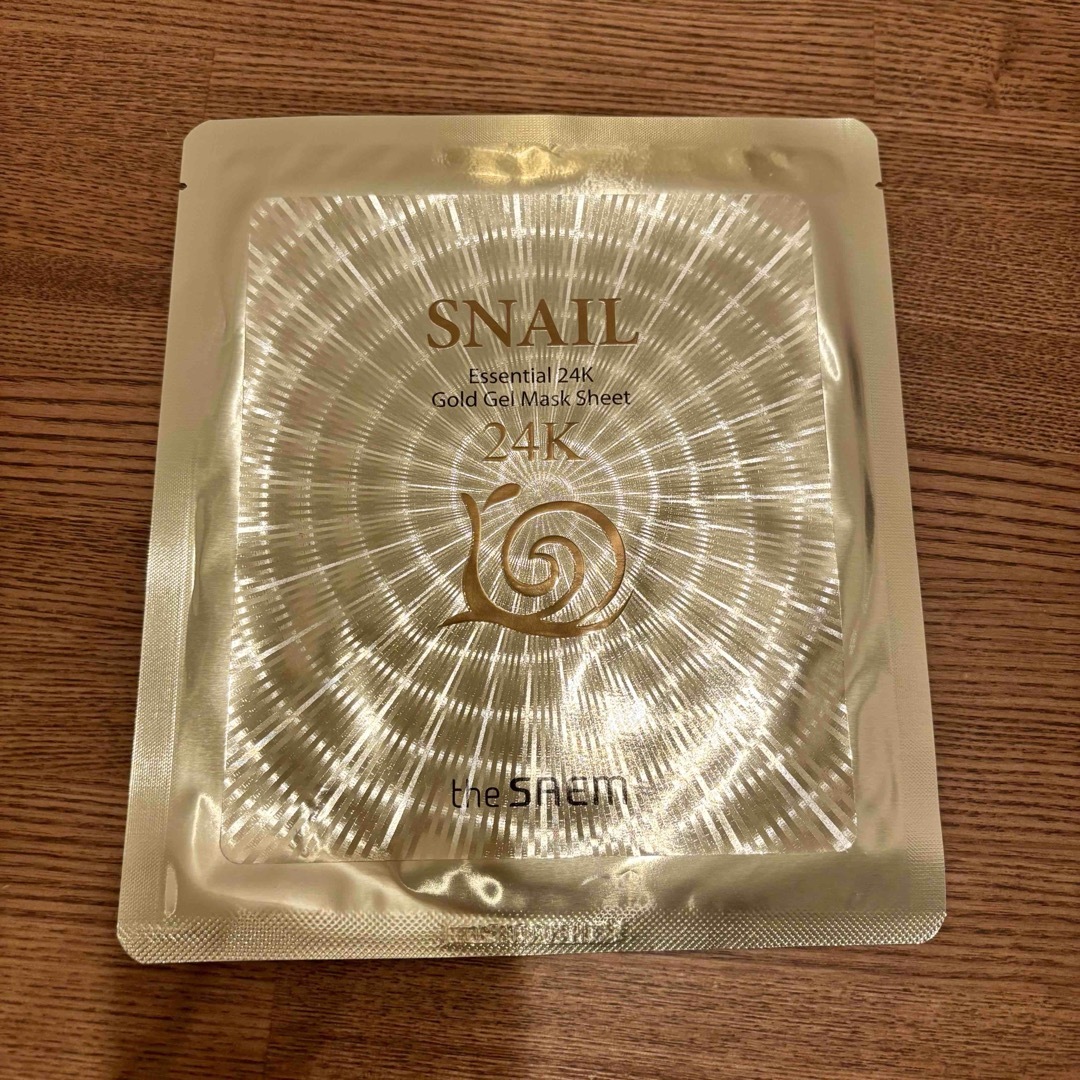 SNAIL
Essential 24K
Gold Gel Mask Sheet
24K
the SAEM